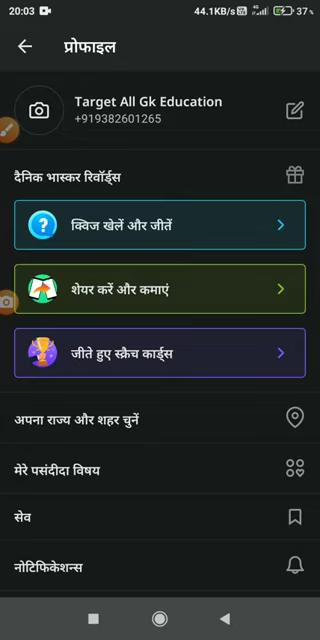 20:03 44.1KB/s 4G 37%
प्रोफाइल
Target All Gk Education
+919382601265
दैनिक भास्कर रिवॉर्ड्स
क्विज खेलें और जीतें
शेयर करें और कमाएं
जीते हुए स्क्रैच कार्ड्स
अपना राज्य और शहर चुनें
मेरे पसंदीदा विषय
सेव
नोटिफिकेशन्स